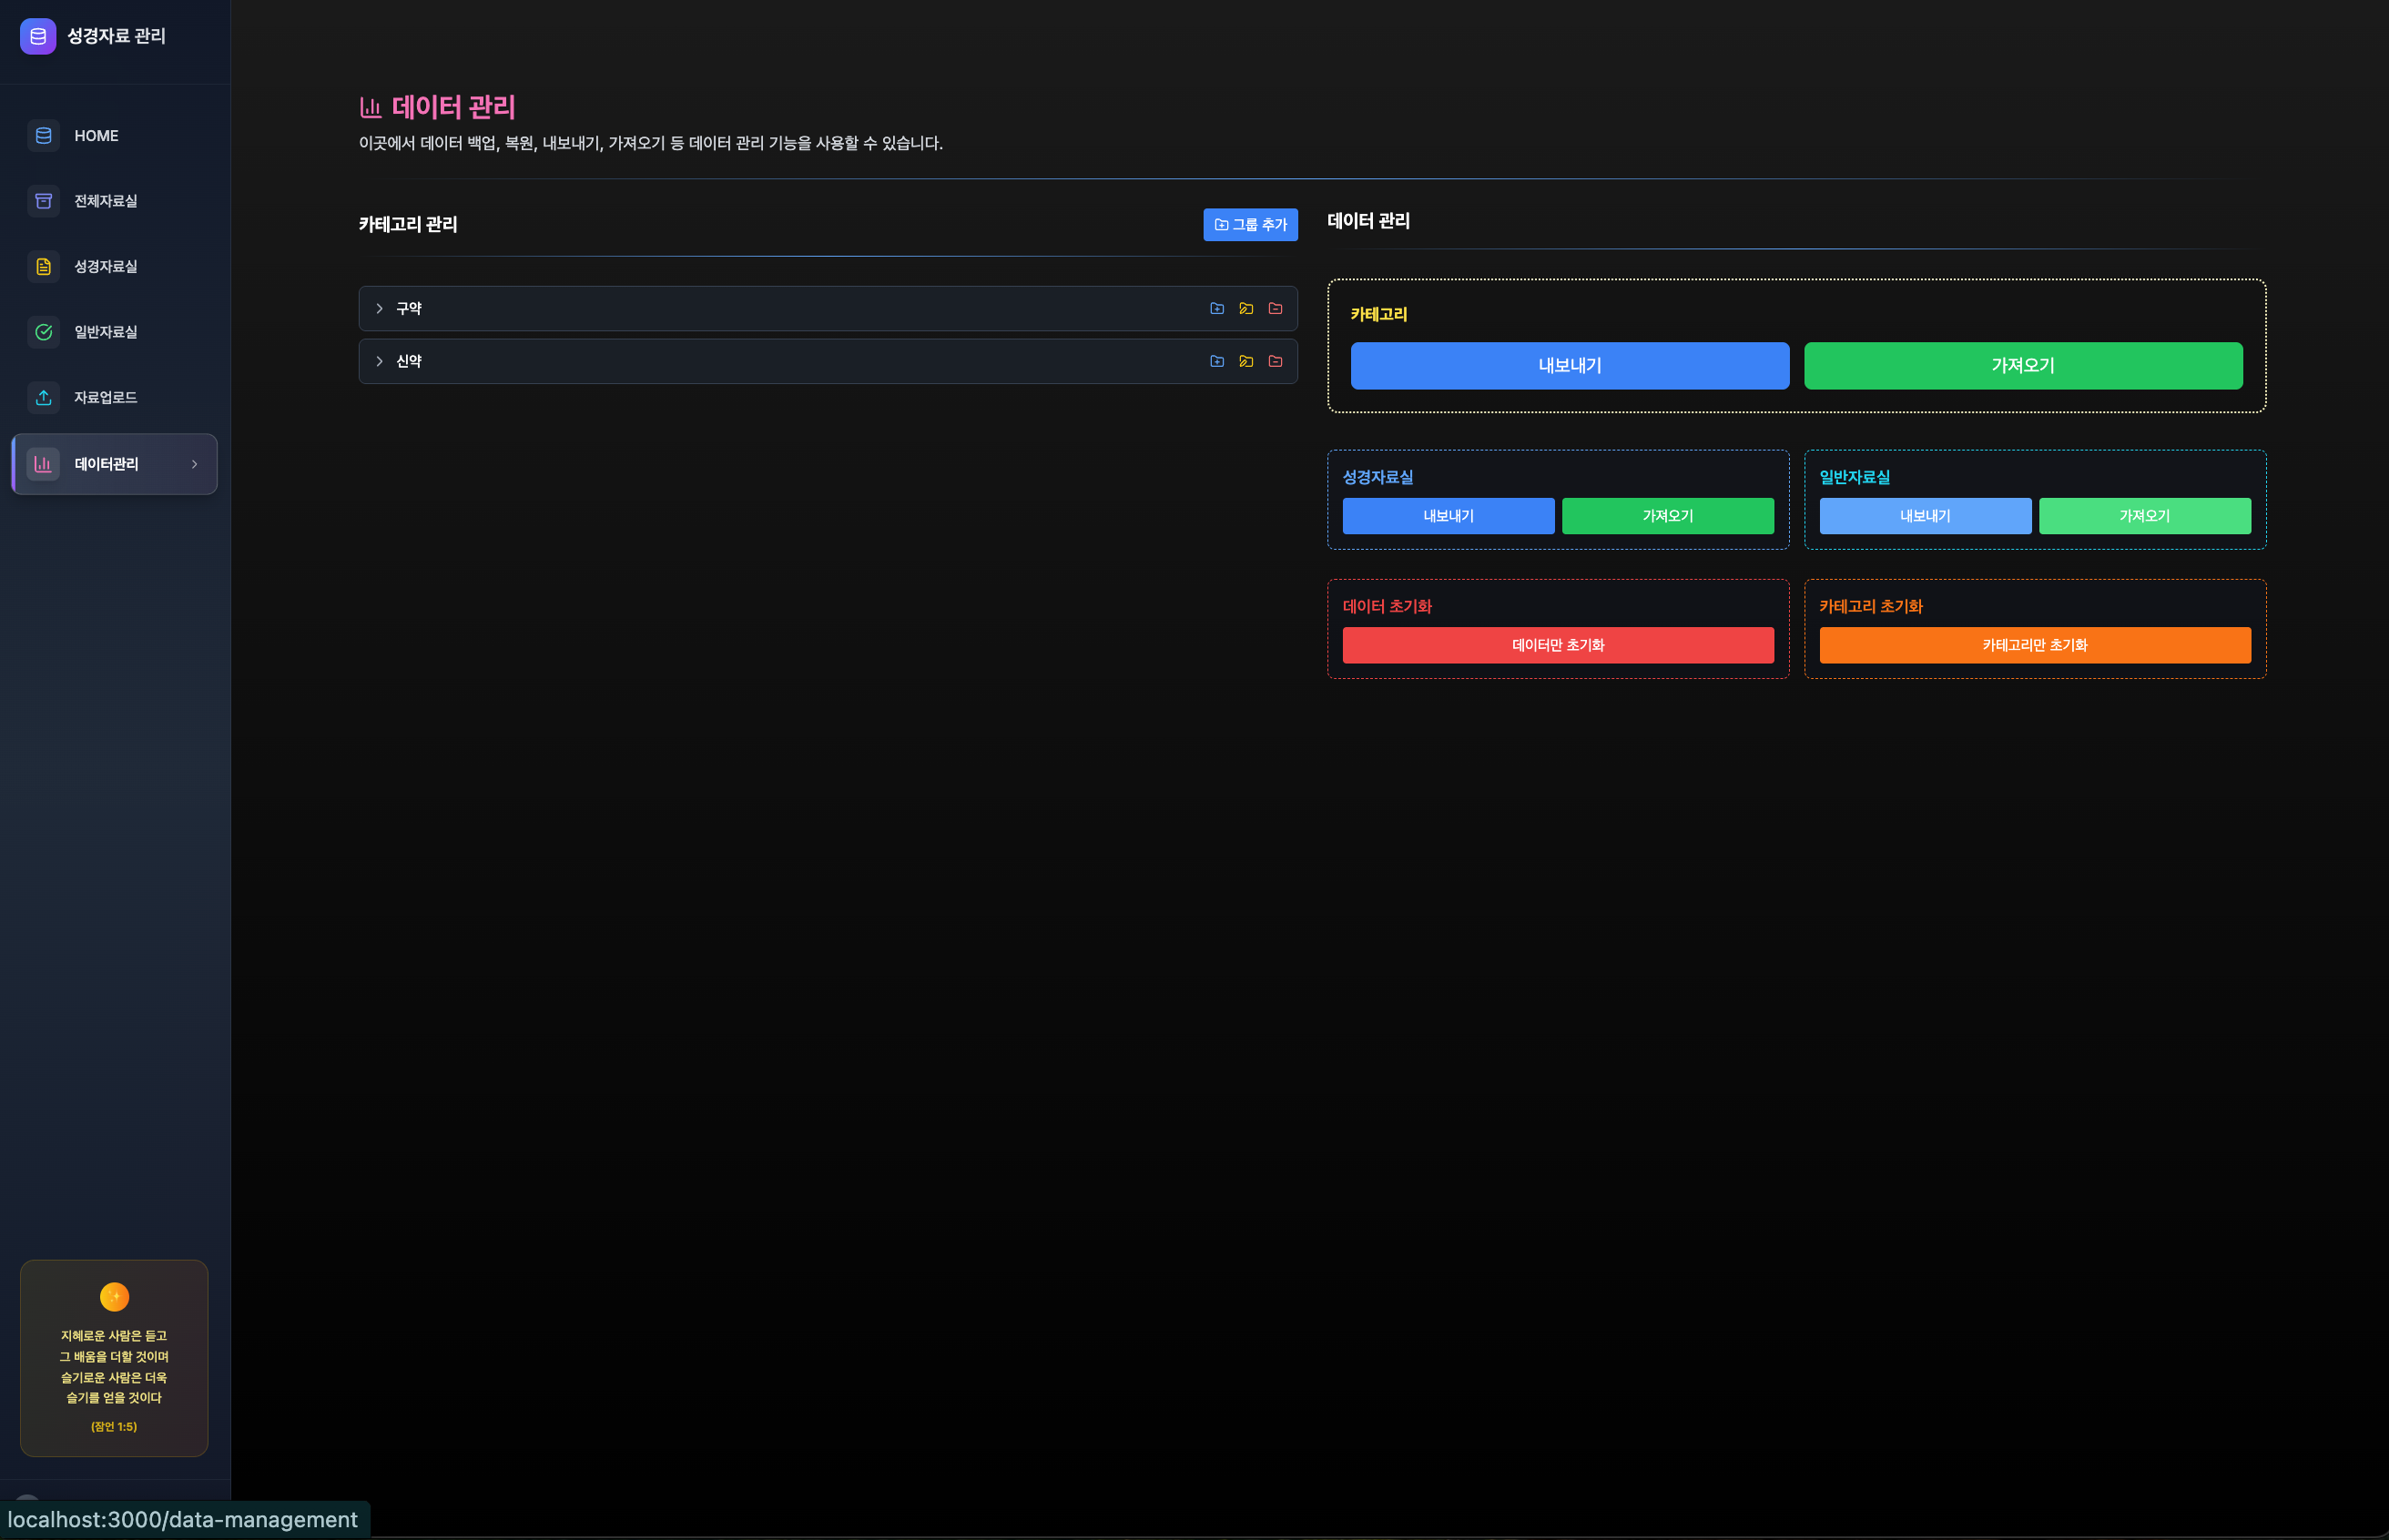 성경자료 관리
HOME
전체자료실
성경자료실
일반자료실
자료업로드
데이터관리
지혜로운 사람은 듣고
그 배움을 더할 것이며
슬기로운 사람은 더욱
슬기를 얻을 것이다
(잠언 1:5)
데이터 관리
이곳에서 데이터 백업, 복원, 내보내기, 가져오기 등 데이터 관리 기능을 사용할 수 있습니다.
카테고리 관리
그룹 추가
구약
신약
데이터 관리
카테고리
내보내기
가져오기
성경자료실
내보내기
가져오기
일반자료실
내보내기
가져오기
데이터 초기화
데이터만 초기화
카테고리 초기화
카테고리만 초기화
localhost:3000/data-management